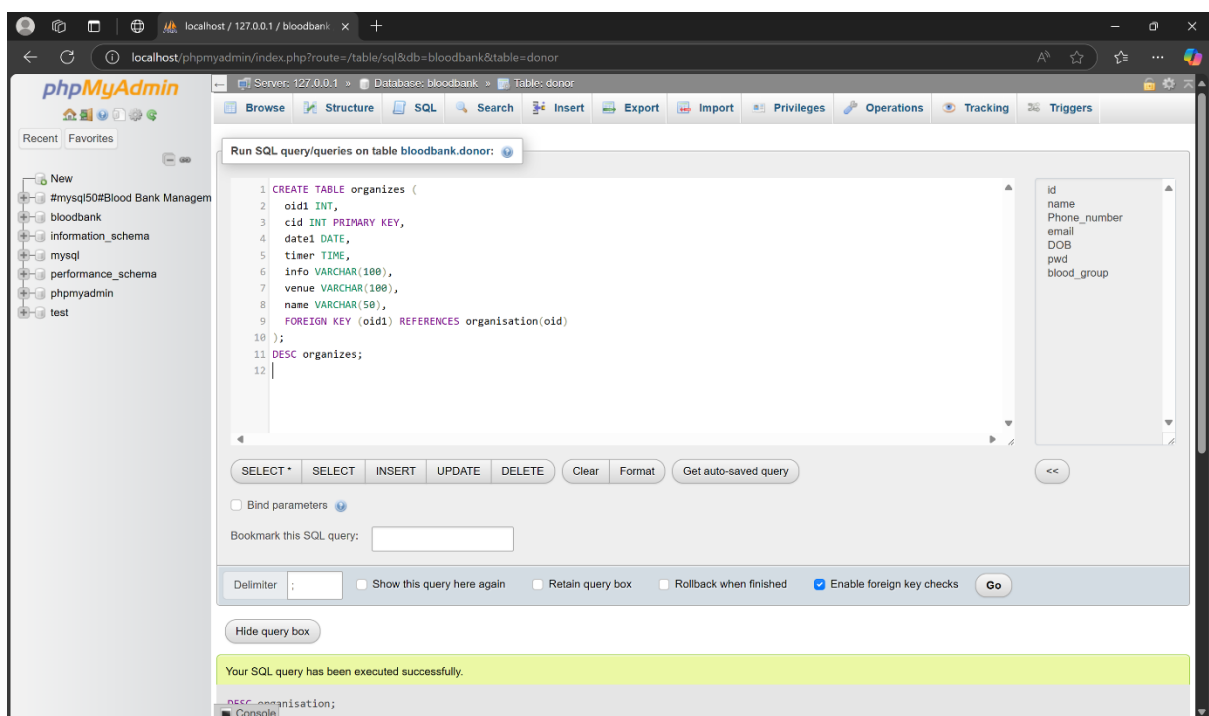 localhost / 127.0.0.1 / bloodbank
localhost/phpmyadmin/index.php?route=/table/sql&db=bloodbank&table=donor
phpMyAdmin
Server: 127.0.0.1 » Database: bloodbank » Table: donor
Browse Structure SQL Search Insert Export Import Privileges Operations Tracking Triggers
Recent Favorites
New
#mysql50#Blood Bank Managem
bloodbank
information_schema
mysql
performance_schema
phpmyadmin
test
Run SQL query/queries on table bloodbank.donor:
1 CREATE TABLE organizes (
2 oid1 INT,
3 cid INT PRIMARY KEY,
4 date1 DATE,
5 timer TIME,
6 info VARCHAR(100),
7 venue VARCHAR(100),
8 name VARCHAR(50),
9 FOREIGN KEY (oid1) REFERENCES organisation(oid)
10 );
11 DESC organizes;
12
id
name
Phone_number
email
DOB
pwd
blood_group
SELECT * SELECT INSERT UPDATE DELETE Clear Format Get auto-saved query <<
Bind parameters
Bookmark this SQL query:
Delimiter ; Show this query here again Retain query box Rollback when finished Enable foreign key checks Go
Hide query box
Your SQL query has been executed successfully.
DESC organisation;
Console